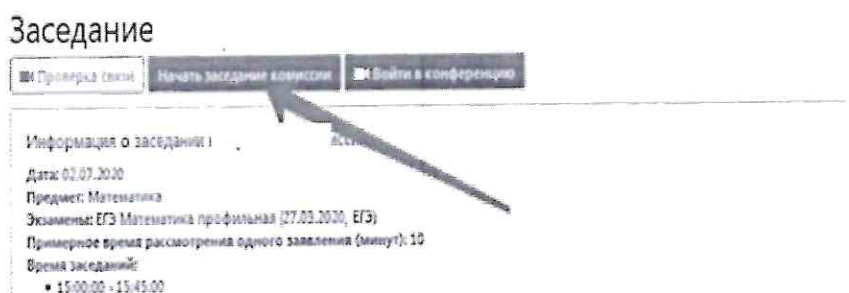 Заседание
Проверка связи Начать заседание комиссии Войти в конференцию
Информация о заседании
Дата: 02.07.2020
Предмет: Математика
Экзамены: ЕГЭ Математика профильная (27.03.2020, ЕГЭ)
Примерное время рассмотрения одного заявления (минут): 10
Время заседаний:
• 15:00:00 - 15:45:00